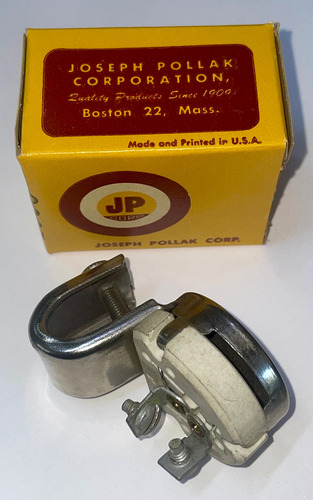 JOSEPH POLLAK
CORPORATION,
Quality Products Since 1909
Boston 22, Mass.
Made and Printed in U.S.A.
JP
JOSEPH POLLAK CORP.